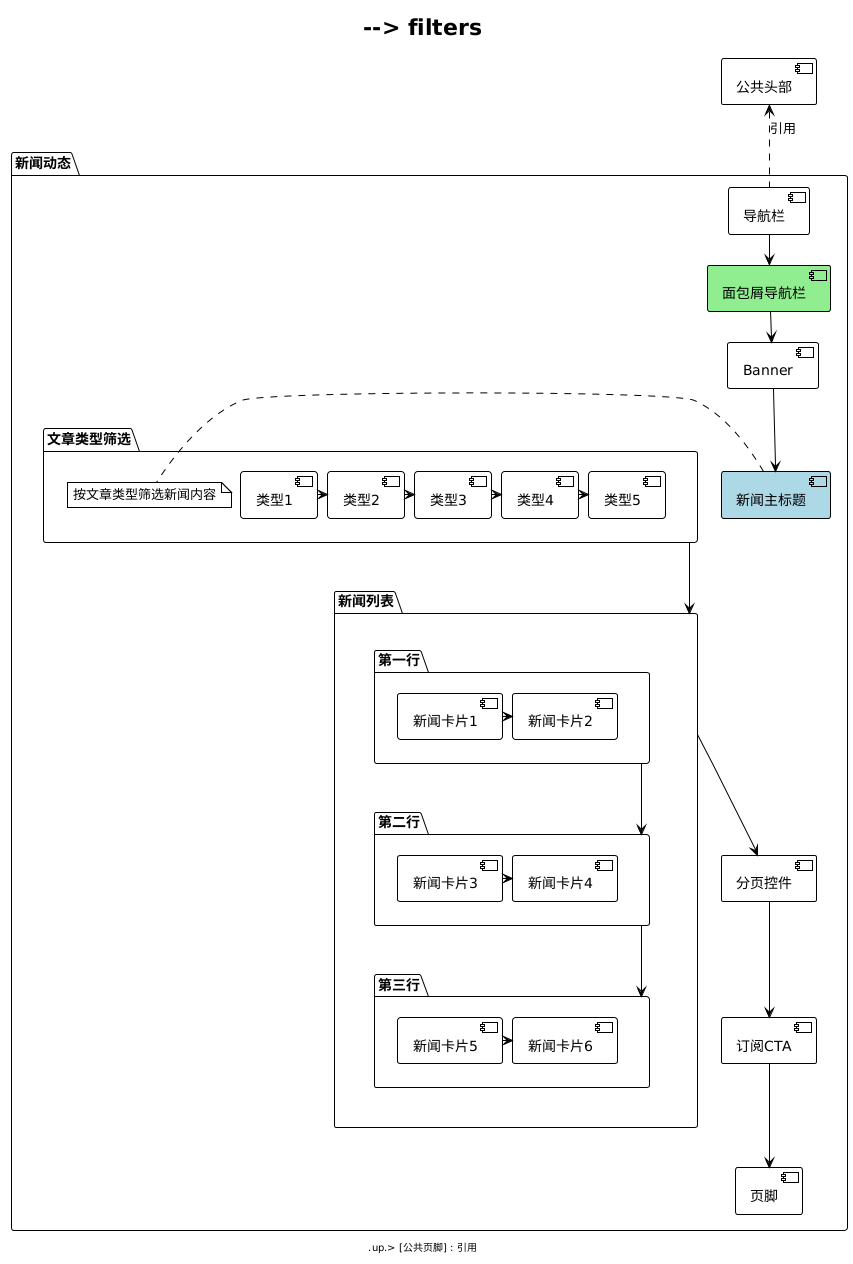 --> filters
公共头部
引用
新闻动态
导航栏
面包屑导航栏
Banner
文章类型筛选
按文章类型筛选新闻内容
类型1
类型2
类型3
类型4
类型5
新闻主标题
新闻列表
第一行
新闻卡片1
新闻卡片2
第二行
新闻卡片3
新闻卡片4
分页控件
第三行
新闻卡片5
新闻卡片6
订阅CTA
页脚
.up.> [公共页脚] : 引用